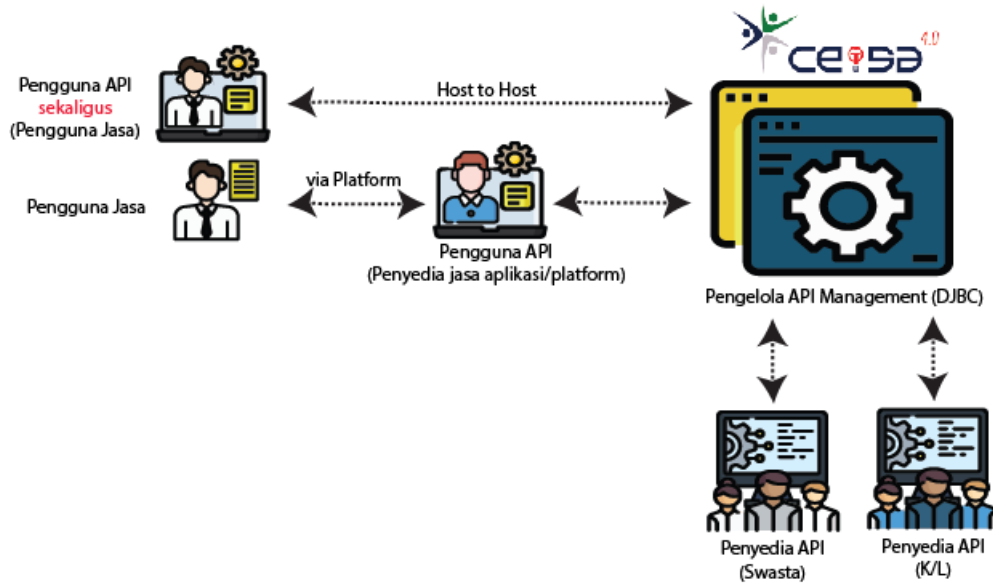 ceisa 4.0
Pengguna API
sekaligus
(Pengguna Jasa)
Host to Host
Pengguna Jasa
via Platform
Pengguna API
(Penyedia jasa aplikasi/platform)
Pengelola API Management (DJBC)
Penyedia API
(Swasta)
Penyedia API
(K/L)